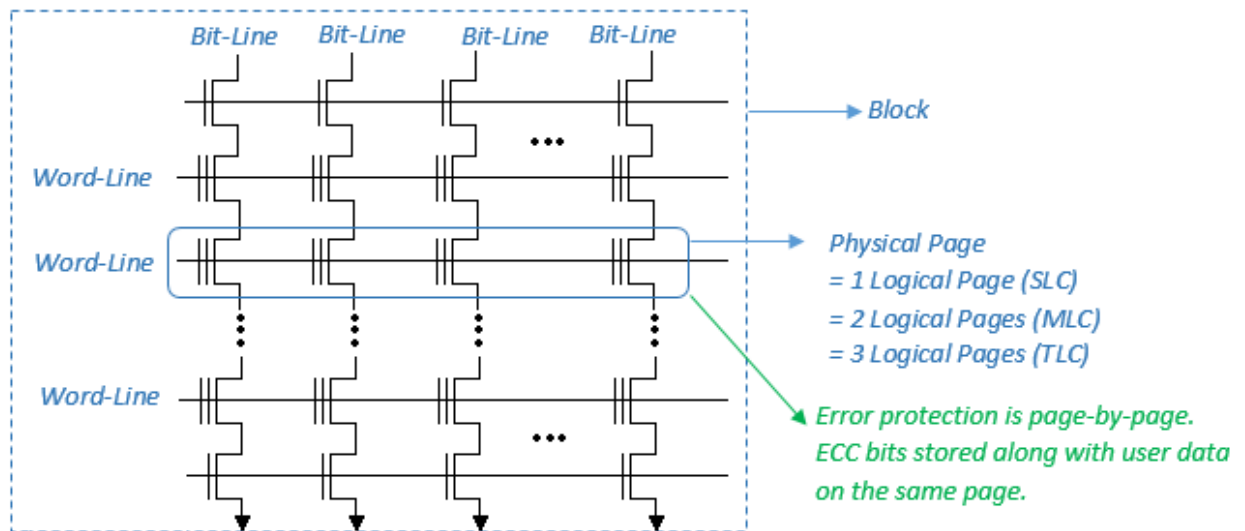 Bit-Line Bit-Line Bit-Line Bit-Line
Block
Word-Line
Word-Line
Physical Page
= 1 Logical Page (SLC)
= 2 Logical Pages (MLC)
= 3 Logical Pages (TLC)
Word-Line
Error protection is page-by-page.
ECC bits stored along with user data
on the same page.